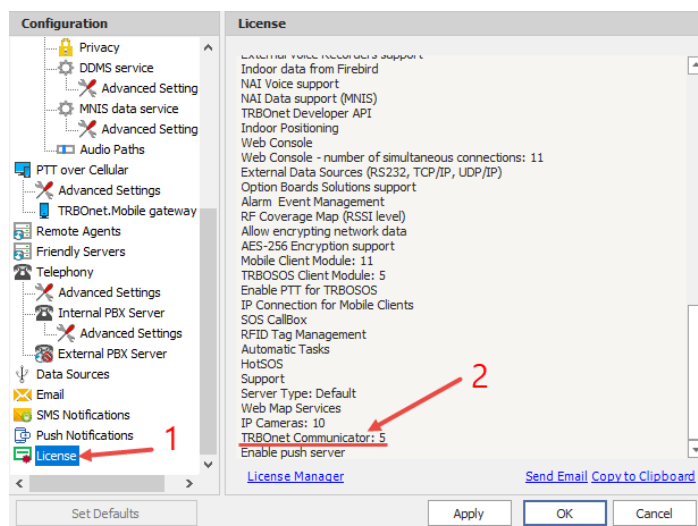 Configuration
Privacy
DDMS service
Advanced Setting
MNIS data service
Advanced Setting
Audio Paths
PTT over Cellular
Advanced Settings
TRBOnet.Mobile gateway
Remote Agents
Friendly Servers
Telephony
Advanced Settings
Internal PBX Server
Advanced Settings
External PBX Server
Data Sources
Email
SMS Notifications
Push Notifications
License
1
License
External Voice Recorders support
Indoor data from Firebird
NAI Voice support
NAI Data support (MNIS)
TRBOnet Developer API
Indoor Positioning
Web Console
Web Console - number of simultaneous connections: 11
External Data Sources (RS232, TCP/IP, UDP/IP)
Option Boards Solutions support
Alarm Event Management
RF Coverage Map (RSSI level)
Allow encrypting network data
AES-256 Encryption support
Mobile Client Module: 11
TRBOSOS Client Module: 5
Enable PTT for TRBOSOS
IP Connection for Mobile Clients
SOS CallBox
RFID Tag Management
Automatic Tasks
HotSOS
Support
Server Type: Default
Web Map Services
IP Cameras: 10
TRBOnet Communicator: 5
Enable push server
2
License Manager Send Email Copy to Clipboard
Set Defaults Apply OK Cancel